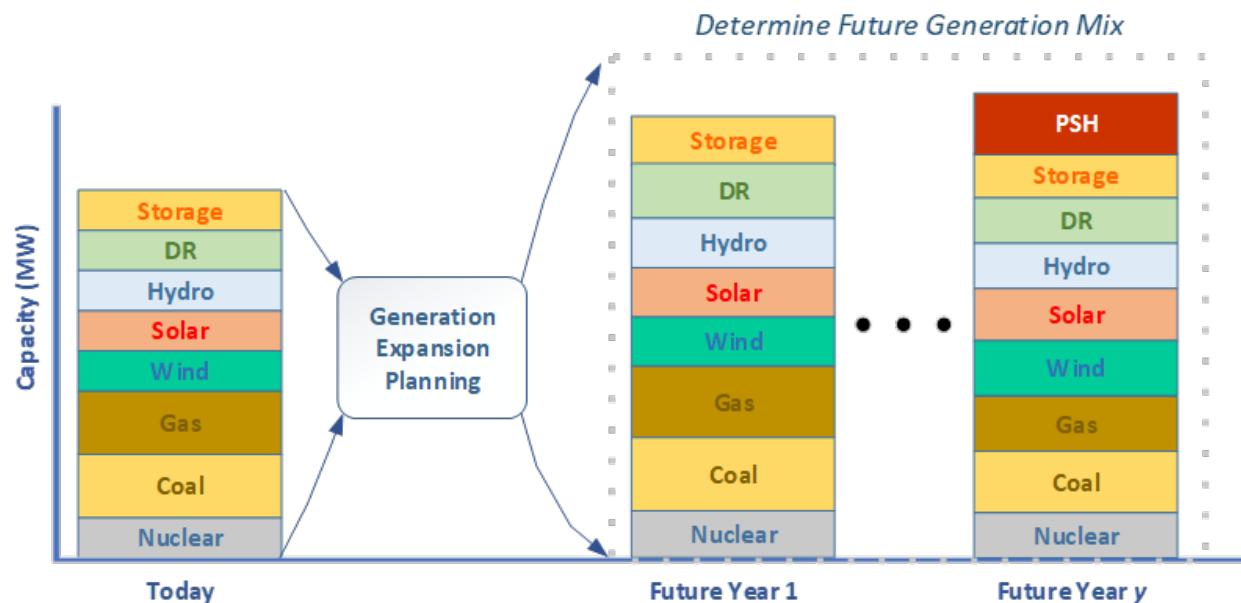 Determine Future Generation Mix
Capacity (MW)
Storage
DR
Hydro
Solar
Wind
Gas
Coal
Nuclear
Today
Generation
Expansion
Planning
Storage
DR
Hydro
Solar
Wind
Gas
Coal
Nuclear
Future Year 1
PSH
Storage
DR
Hydro
Solar
Wind
Gas
Coal
Nuclear
Future Year y